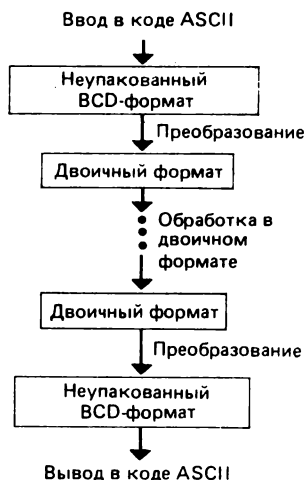 Ввод в коде ASCII
Неупакованный
BCD-формат
Преобразование
Двоичный формат
Обработка в
двоичном
формате
Двоичный формат
Преобразование
Неупакованный
BCD-формат
Вывод в коде ASCII